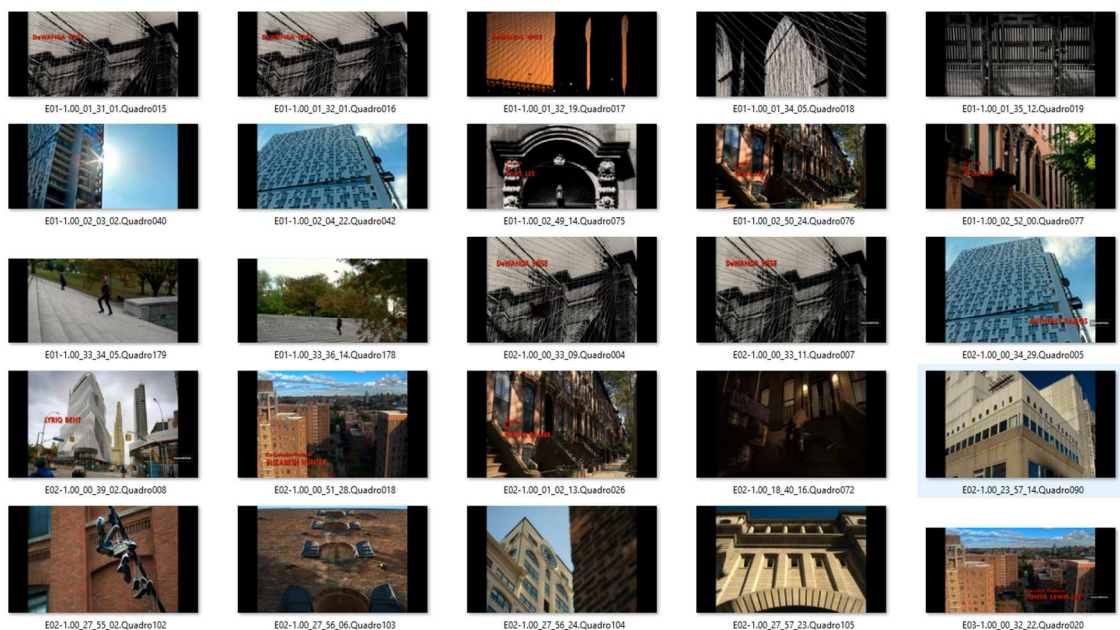 DeWANDA WISE
DeWANDA WISE
DeWANDA WISE
E01-1.00_01_31_01.Quadro015
E01-1.00_01_32_01.Quadro016
E01-1.00_01_32_19.Quadro017
E01-1.00_01_34_05.Quadro018
E01-1.00_01_35_12.Quadro019
E01-1.00_02_03_02.Quadro040
E01-1.00_02_04_22.Quadro042
E01-1.00_02_49_14.Quadro075
E01-1.00_02_50_24.Quadro076
E01-1.00_02_52_00.Quadro077
DeWANDA WISE
DeWANDA WISE
E01-1.00_33_34_05.Quadro179
E01-1.00_33_36_14.Quadro178
E02-1.00_00_33_09.Quadro004
E02-1.00_00_33_11.Quadro007
E02-1.00_00_34_29.Quadro005
LYRIQ BENT
E02-1.00_00_39_02.Quadro008
E02-1.00_00_51_28.Quadro018
E02-1.00_01_02_13.Quadro026
E02-1.00_18_40_16.Quadro072
E02-1.00_23_57_14.Quadro090
TONYA LEWIS LEE
E02-1.00_27_55_02.Quadro102
E02-1.00_27_56_06.Quadro103
E02-1.00_27_56_24.Quadro104
E02-1.00_27_57_23.Quadro105
E03-1.00_00_32_22.Quadro020